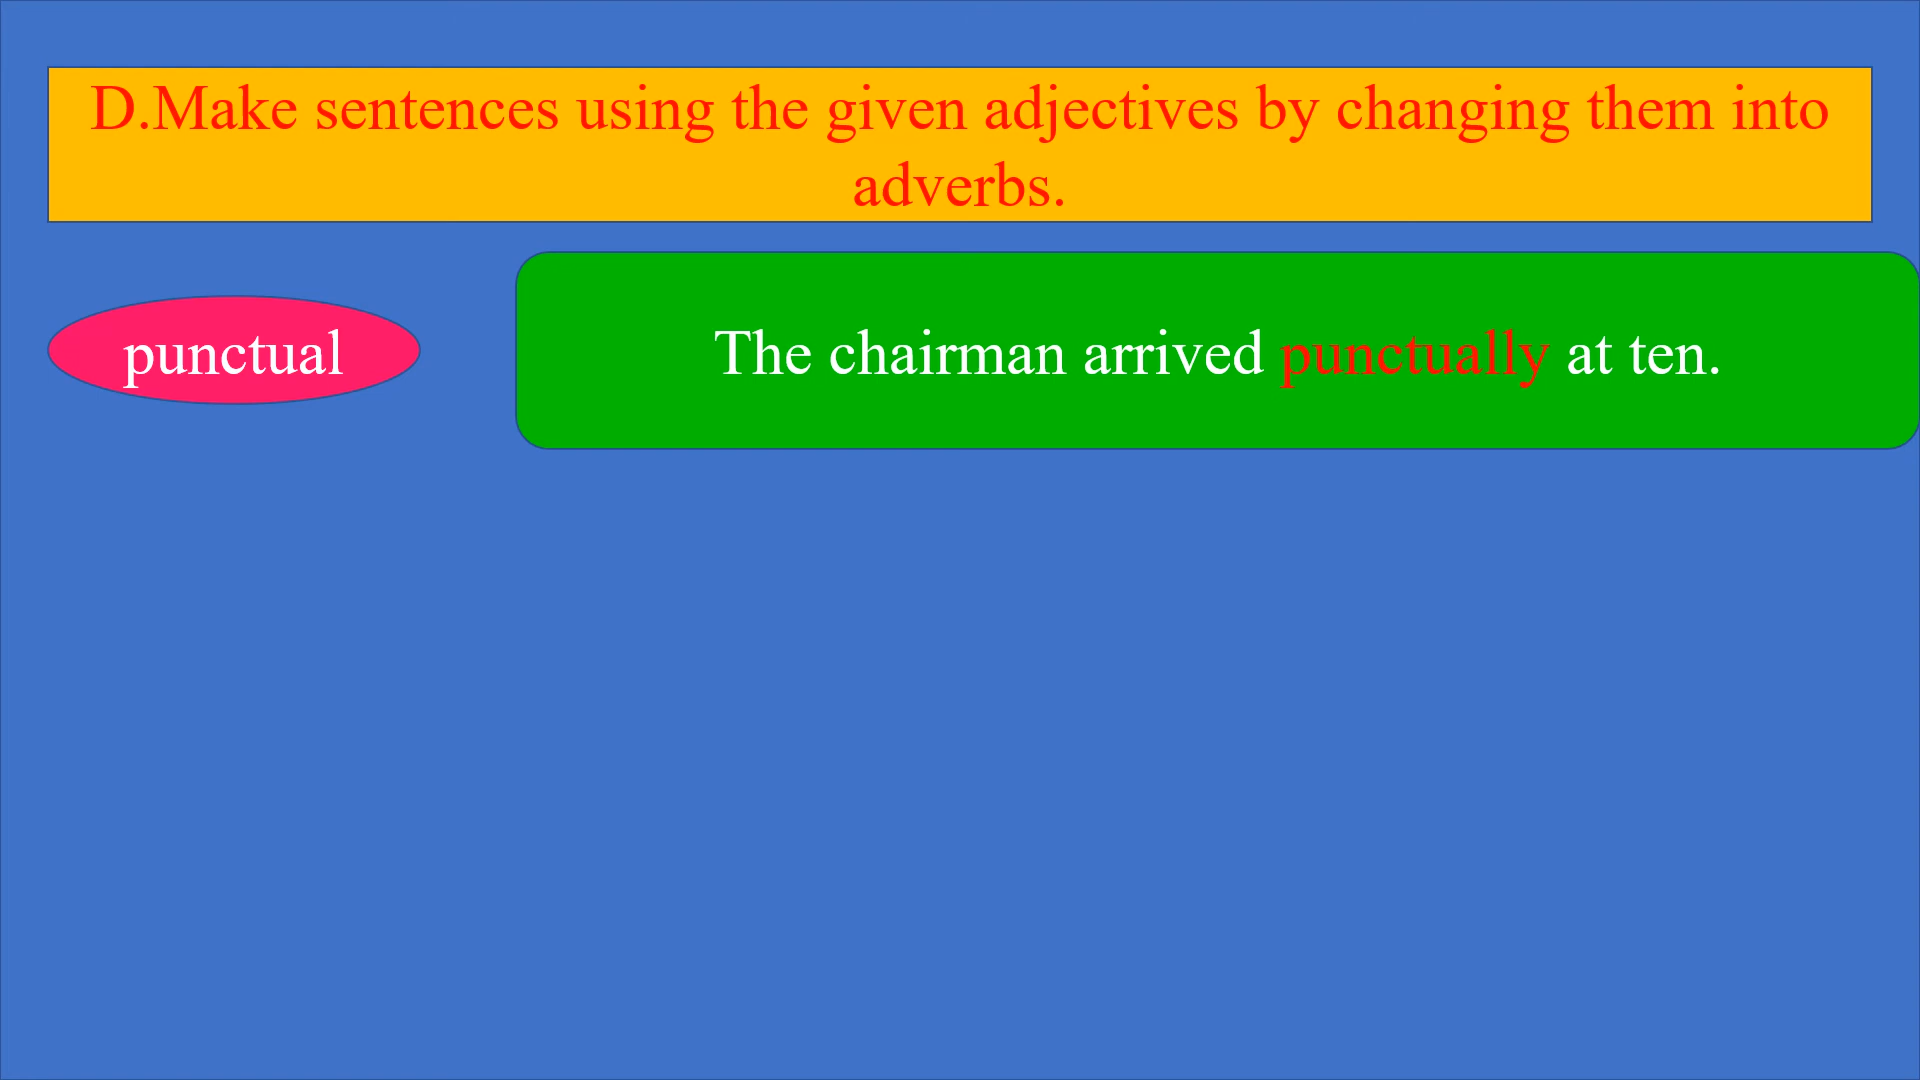 D.Make sentences using the given adjectives by changing them into
adverbs.
punctual
The chairman arrived punctually at ten.